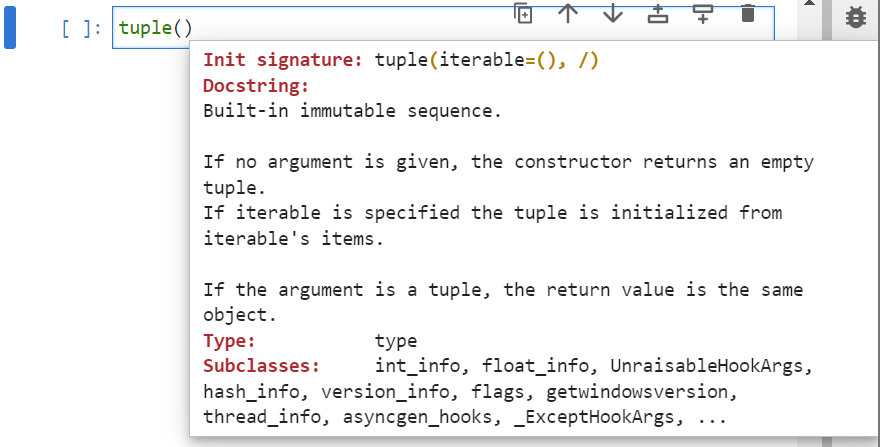 [ ]: tuple()
Init signature: tuple(iterable=(), /)
Docstring:
Built-in immutable sequence.
If no argument is given, the constructor returns an empty
tuple.
If iterable is specified the tuple is initialized from
iterable's items.
If the argument is a tuple, the return value is the same
object.
Type: type
Subclasses: int_info, float_info, UnraisableHookArgs,
hash_info, version_info, flags, getwindowsversion,
thread_info, asyncgen_hooks, _ExceptHookArgs, ...